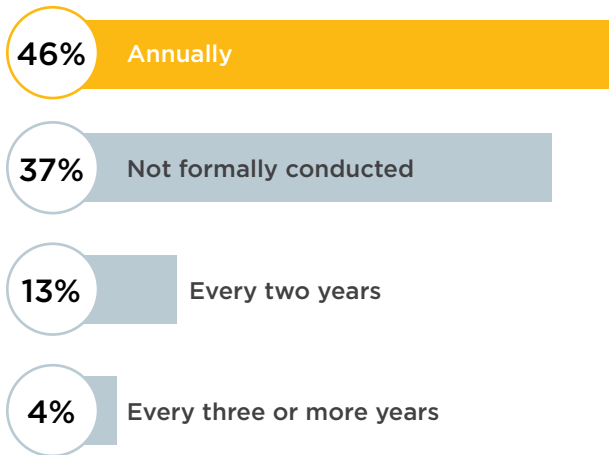 46% Annually
37% Not formally conducted
13% Every two years
4% Every three or more years